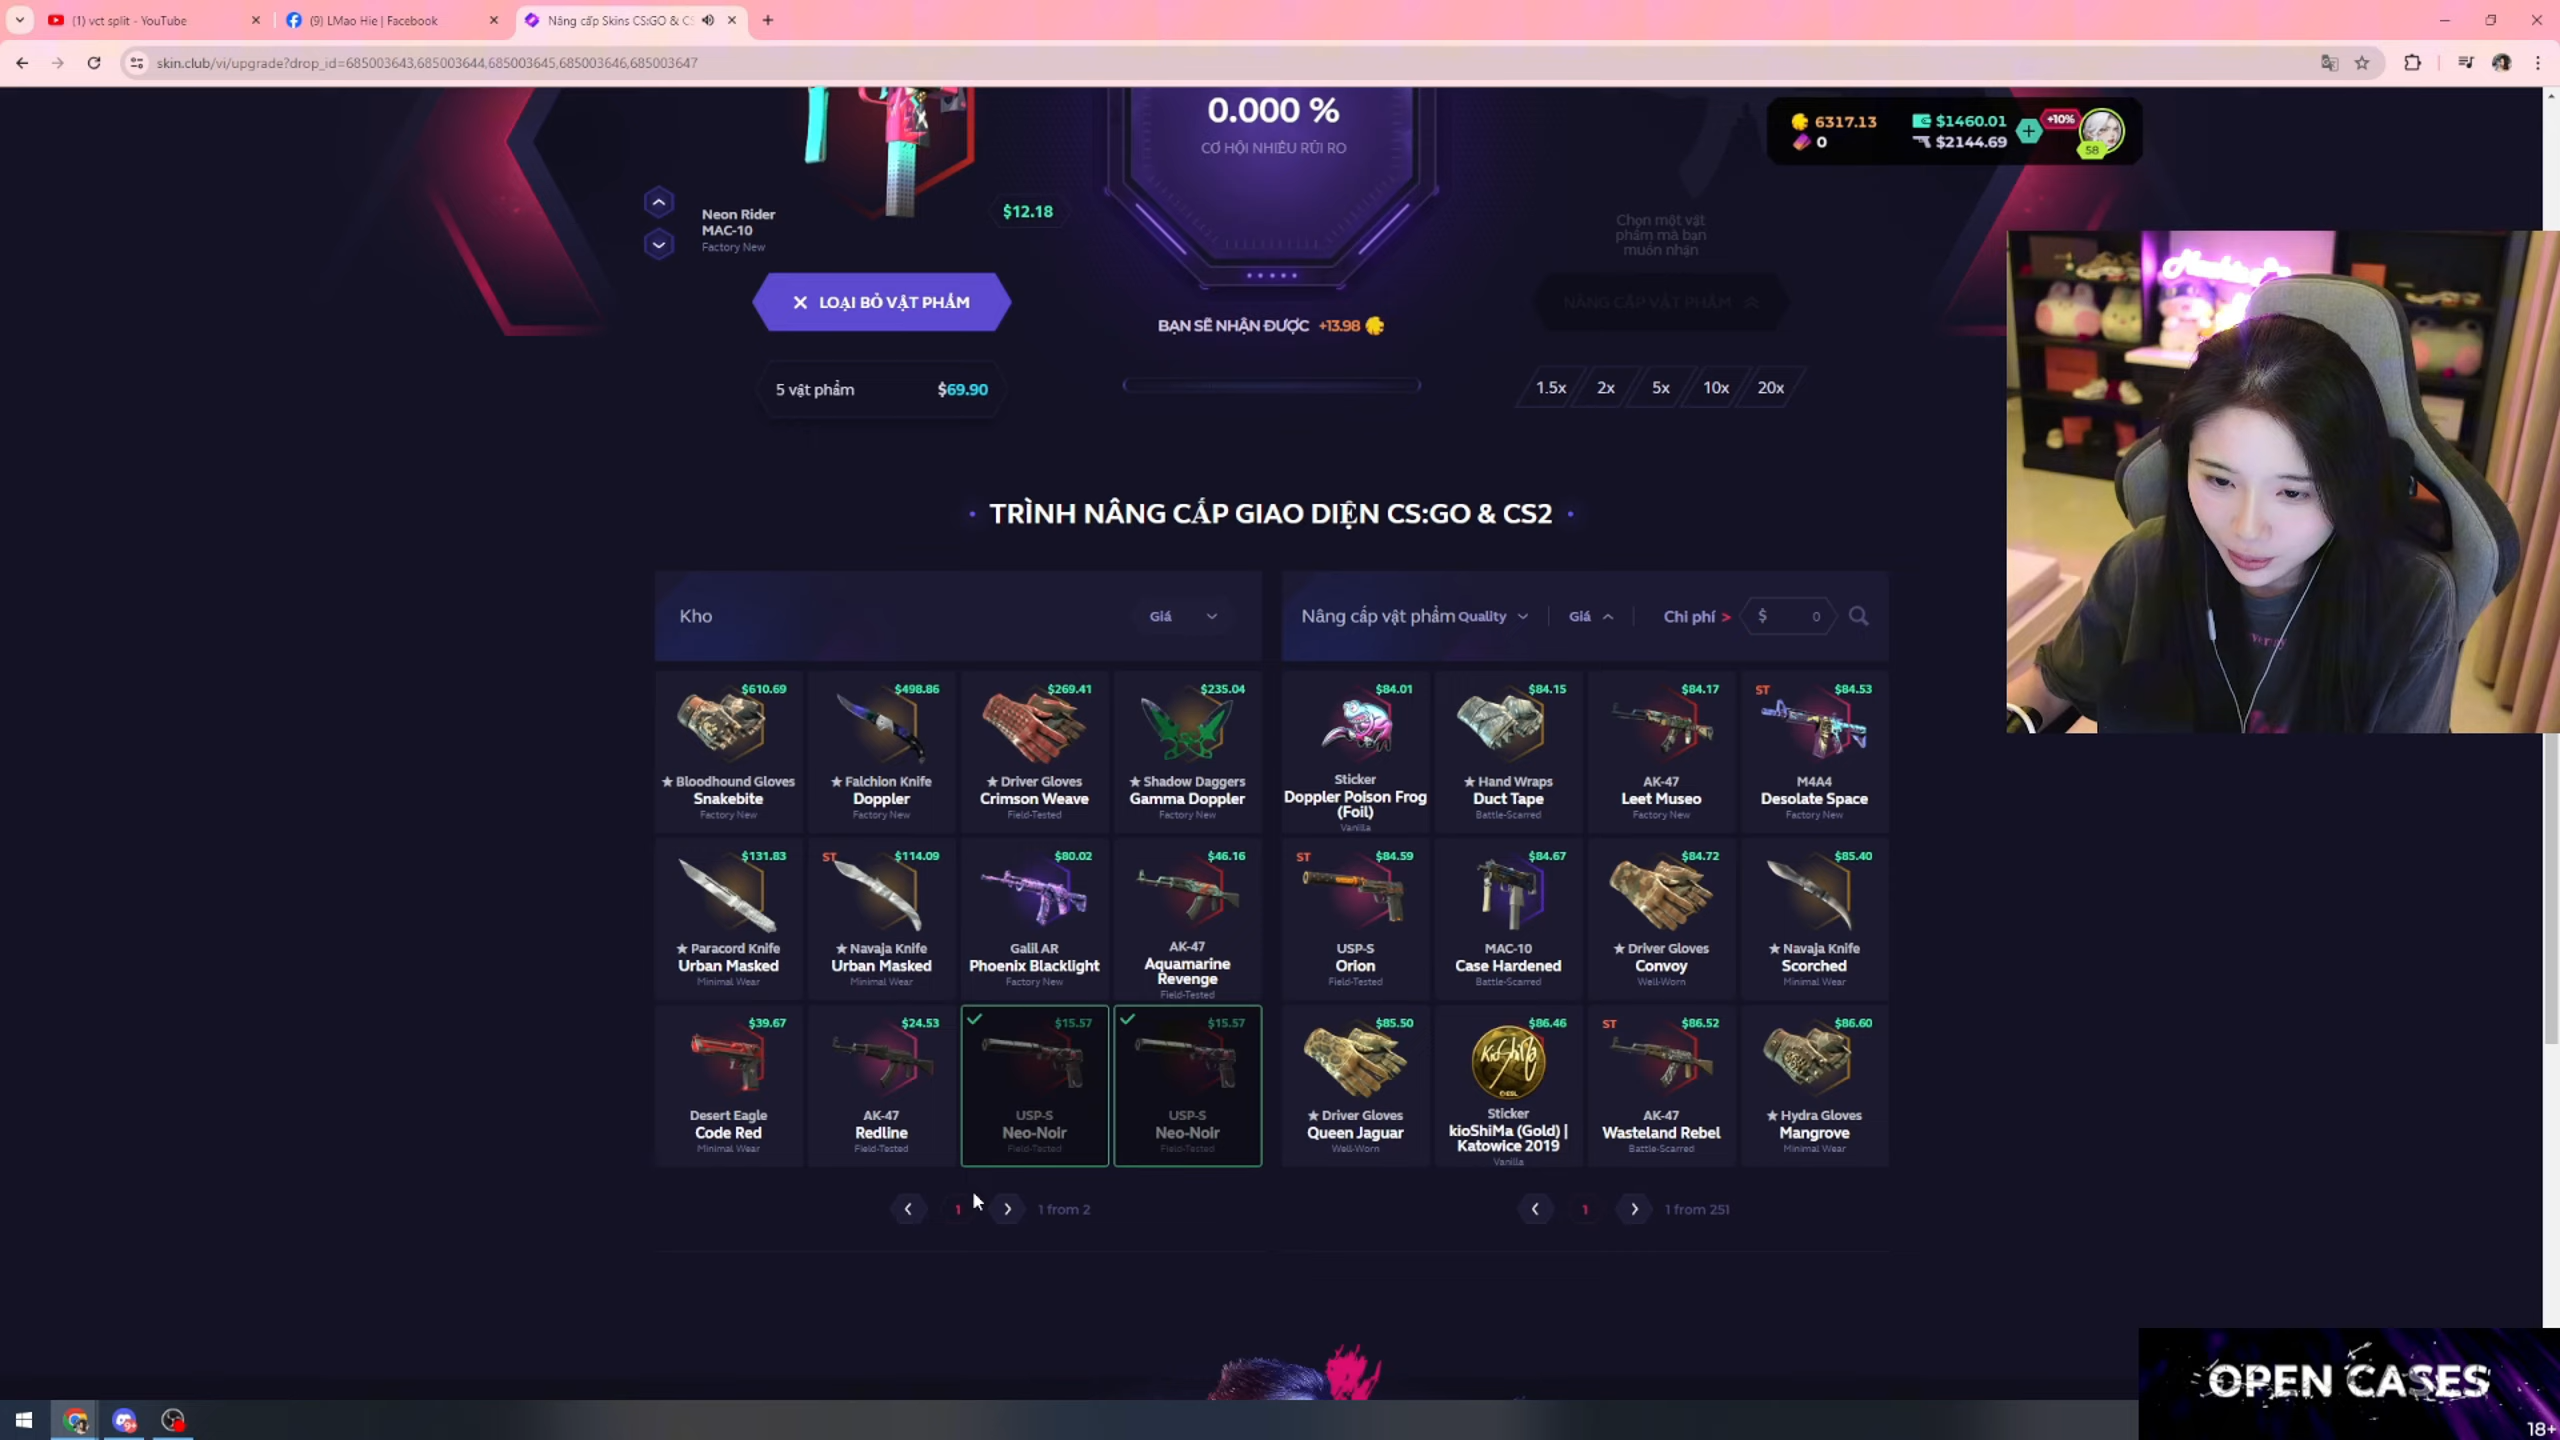 (1) vct split - YouTube
(9) LMao Hie | Facebook
Nâng cấp Skins CS:GO & CS
skin.club/vi/upgrade?drop_id=685003643,685003644,685003645,685003646,685003647
0.000 %
CƠ HỘI NHIỀU RỦI RO
6317.13
$1460.01
+10%
0
$2144.69
58
Neon Rider
MAC-10
Factory New
$12.18
Chọn một vật
phẩm mà bạn
muốn nhận
LOẠI BỎ VẬT PHẨM
NÂNG CẤP VẬT PHẨM
BẠN SẼ NHẬN ĐƯỢC +13.98
5 vật phẩm $69.90
1.5x 2x 5x 10x 20x
TRÌNH NÂNG CẤP GIAO DIỆN CS:GO & CS2
Kho
Giá
Nâng cấp vật phẩm
Quality
Giá
Chi phí >
$ 0
$610.69
★ Bloodhound Gloves
Snakebite
Factory New
$498.86
★ Falchion Knife
Doppler
Factory New
$269.41
★ Driver Gloves
Crimson Weave
Field-Tested
$235.04
★ Shadow Daggers
Gamma Doppler
Factory New
$84.01
Sticker
Doppler Poison Frog
(Foil)
Vanilla
$84.15
★ Hand Wraps
Duct Tape
Battle-Scarred
$84.17
AK-47
Leet Museo
Factory New
ST $84.53
M4A4
Desolate Space
Factory New
$131.83
★ Paracord Knife
Urban Masked
Minimal Wear
ST $114.09
★ Navaja Knife
Urban Masked
Minimal Wear
$80.02
Galil AR
Phoenix Blacklight
Factory New
$46.16
AK-47
Aquamarine
Revenge
Field-Tested
ST $84.59
USP-S
Orion
Field-Tested
$84.67
MAC-10
Case Hardened
Battle-Scarred
$84.72
★ Driver Gloves
Convoy
Well-Worn
$85.40
★ Navaja Knife
Scorched
Minimal Wear
$39.67
Desert Eagle
Code Red
Minimal Wear
$24.53
AK-47
Redline
Field-Tested
$15.57
USP-S
Neo-Noir
Field-Tested
$15.57
USP-S
Neo-Noir
Field-Tested
$85.50
★ Driver Gloves
Queen Jaguar
Well-Worn
$86.46
Sticker
kioShiMa (Gold) |
Katowice 2019
Vanilla
ST $86.52
AK-47
Wasteland Rebel
Battle-Scarred
$86.60
★ Hydra Gloves
Mangrove
Minimal Wear
1
1 from 2
1
1 from 251
OPEN CASES
18+